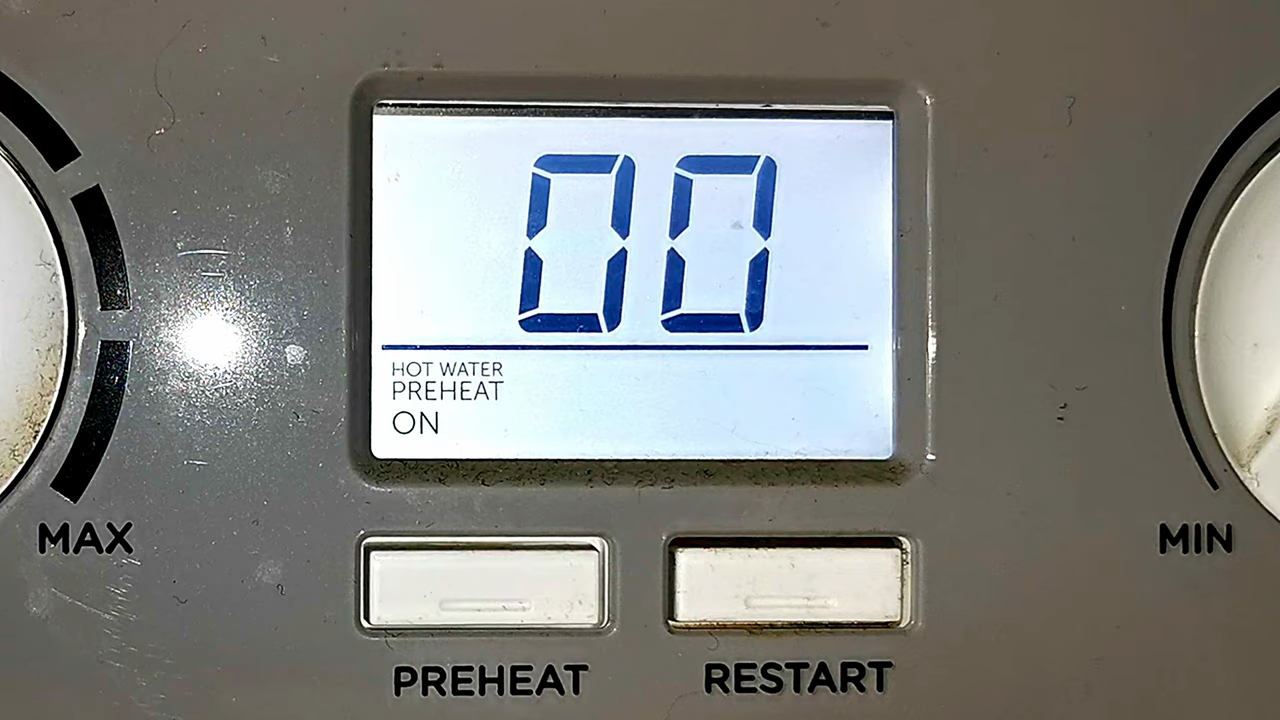 00
HOT WATER
PREHEAT
ON
MAX
MIN
PREHEAT
RESTART